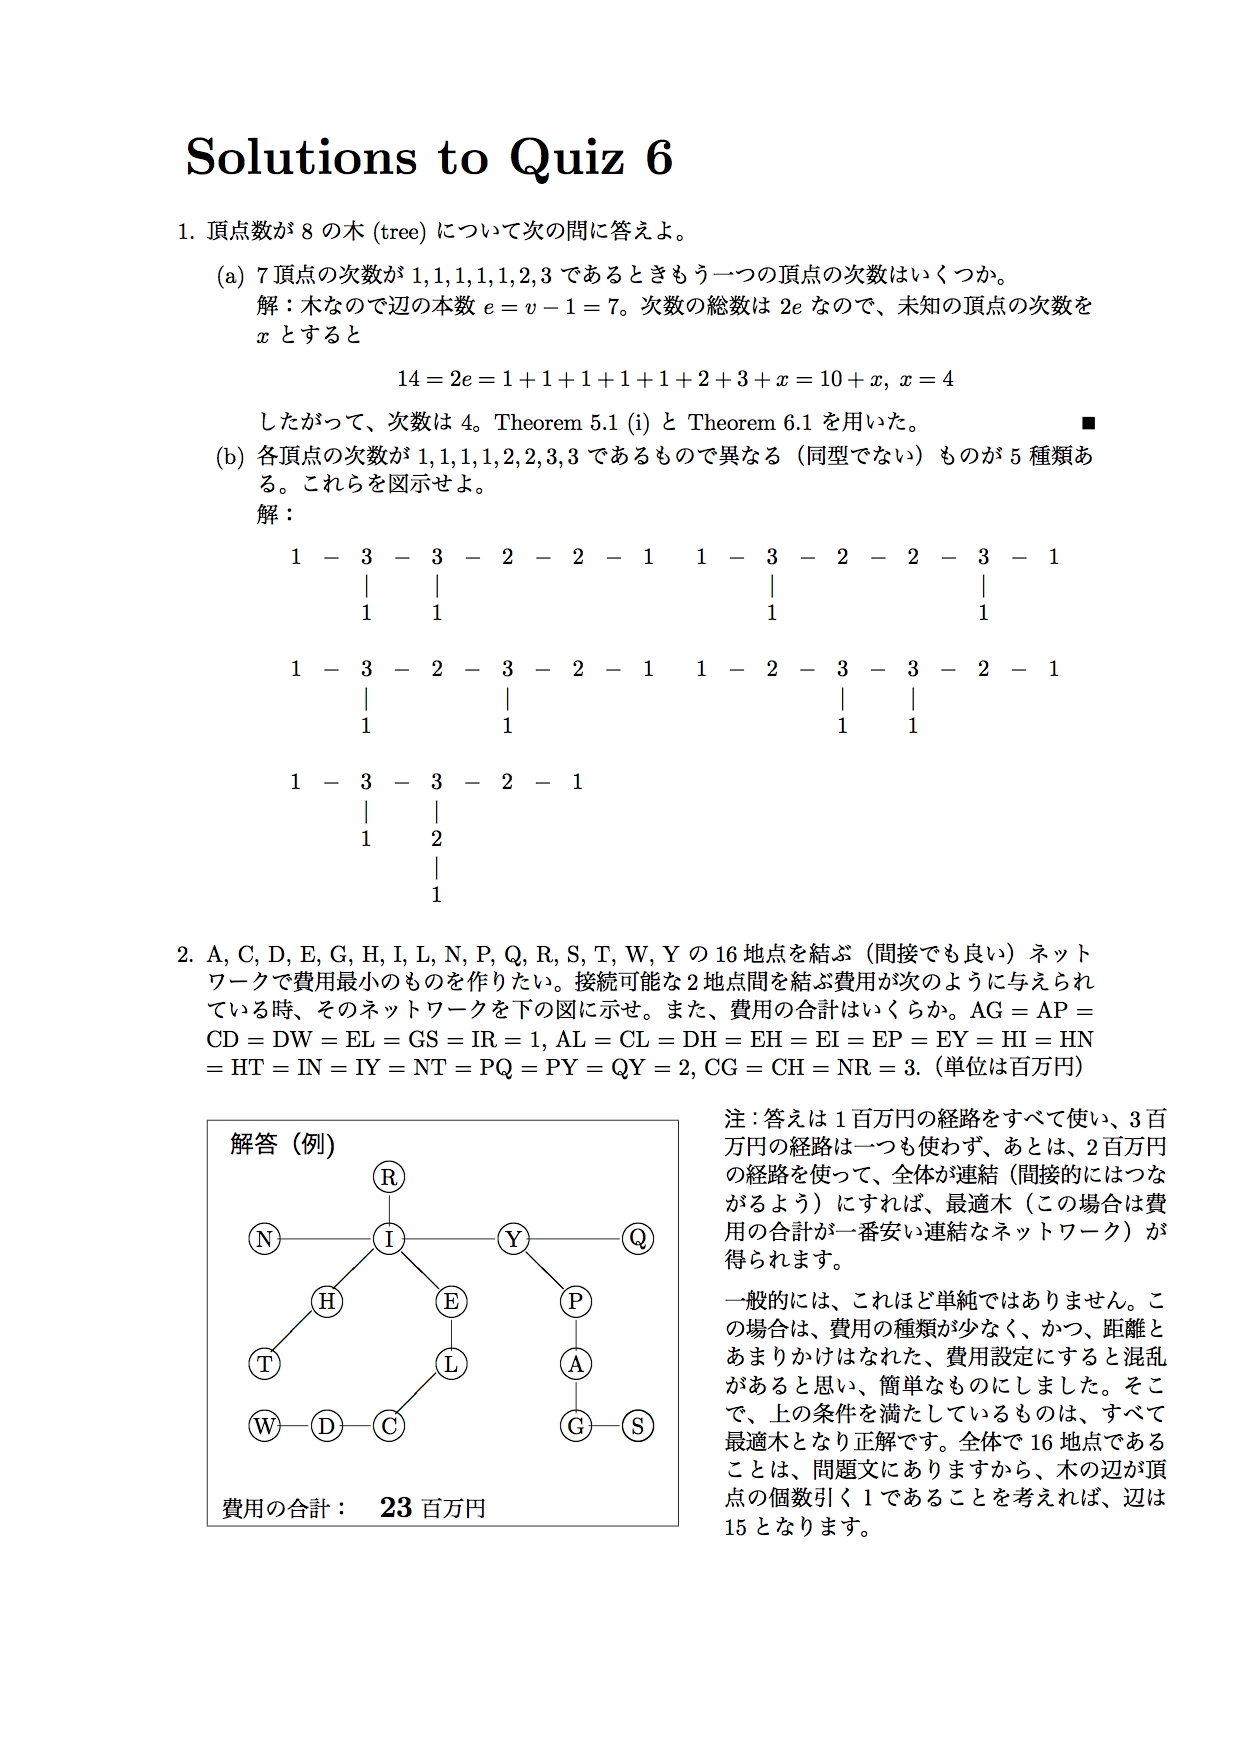 Solutions to Quiz 6
1. 頂点数が 8 の木 (tree) について次の問に答えよ。
(a) 7 頂点の次数が 1, 1, 1, 1, 1, 2, 3 であるときもう一つの頂点の次数はいくつか。
解：木なので辺の本数 e = v − 1 = 7。次数の総数は 2e なので、未知の頂点の次数を
x とすると
14 = 2e = 1 + 1 + 1 + 1 + 1 + 2 + 3 + x = 10 + x, x = 4
したがって、次数は 4。Theorem 5.1 (i) と Theorem 6.1 を用いた。 ■
(b) 各頂点の次数が 1, 1, 1, 1, 2, 2, 3, 3 であるもので異なる（同型でない）ものが 5 種類あ
る。これらを図示せよ。
解：
1 − 3 − 3 − 2 − 2 − 1 1 − 3 − 2 − 2 − 3 − 1
| | | |
1 1 1 1
1 − 3 − 2 − 3 − 2 − 1 1 − 2 − 3 − 3 − 2 − 1
| | | |
1 1 1 1
1 − 3 − 3 − 2 − 1
| |
1 2
|
1
2. A, C, D, E, G, H, I, L, N, P, Q, R, S, T, W, Y の 16 地点を結ぶ（間接でも良い）ネット
ワークで費用最小のものを作りたい。接続可能な 2 地点間を結ぶ費用が次のように与えられ
ている時、そのネットワークを下の図に示せ。また、費用の合計はいくらか。AG = AP =
CD = DW = EL = GS = IR = 1, AL = CL = DH = EH = EI = EP = EY = HI = HN
= HT = IN = IY = NT = PQ = PY = QY = 2, CG = CH = NR = 3.（単位は百万円）
解答（例）
R
N I Y Q
H E P
T L A
W D C G S
費用の合計： 23 百万円
注：答えは 1 百万円の経路をすべて使い、3 百
万円の経路は一つも使わず、あとは、2 百万円
の経路を使って、全体が連結（間接的にはつな
がるよう）にすれば、最適木（この場合は費
用の合計が一番安い連結なネットワーク）が
得られます。
一般的には、これほど単純ではありません。こ
の場合は、費用の種類が少なく、かつ、距離と
あまりかけはなれた、費用設定にすると混乱
があると思い、簡単なものにしました。そこ
で、上の条件を満たしているものは、すべて
最適木となり正解です。全体で 16 地点である
ことは、問題文にありますから、木の辺が頂
点の個数引く 1 であることを考えれば、辺は
15 となります。